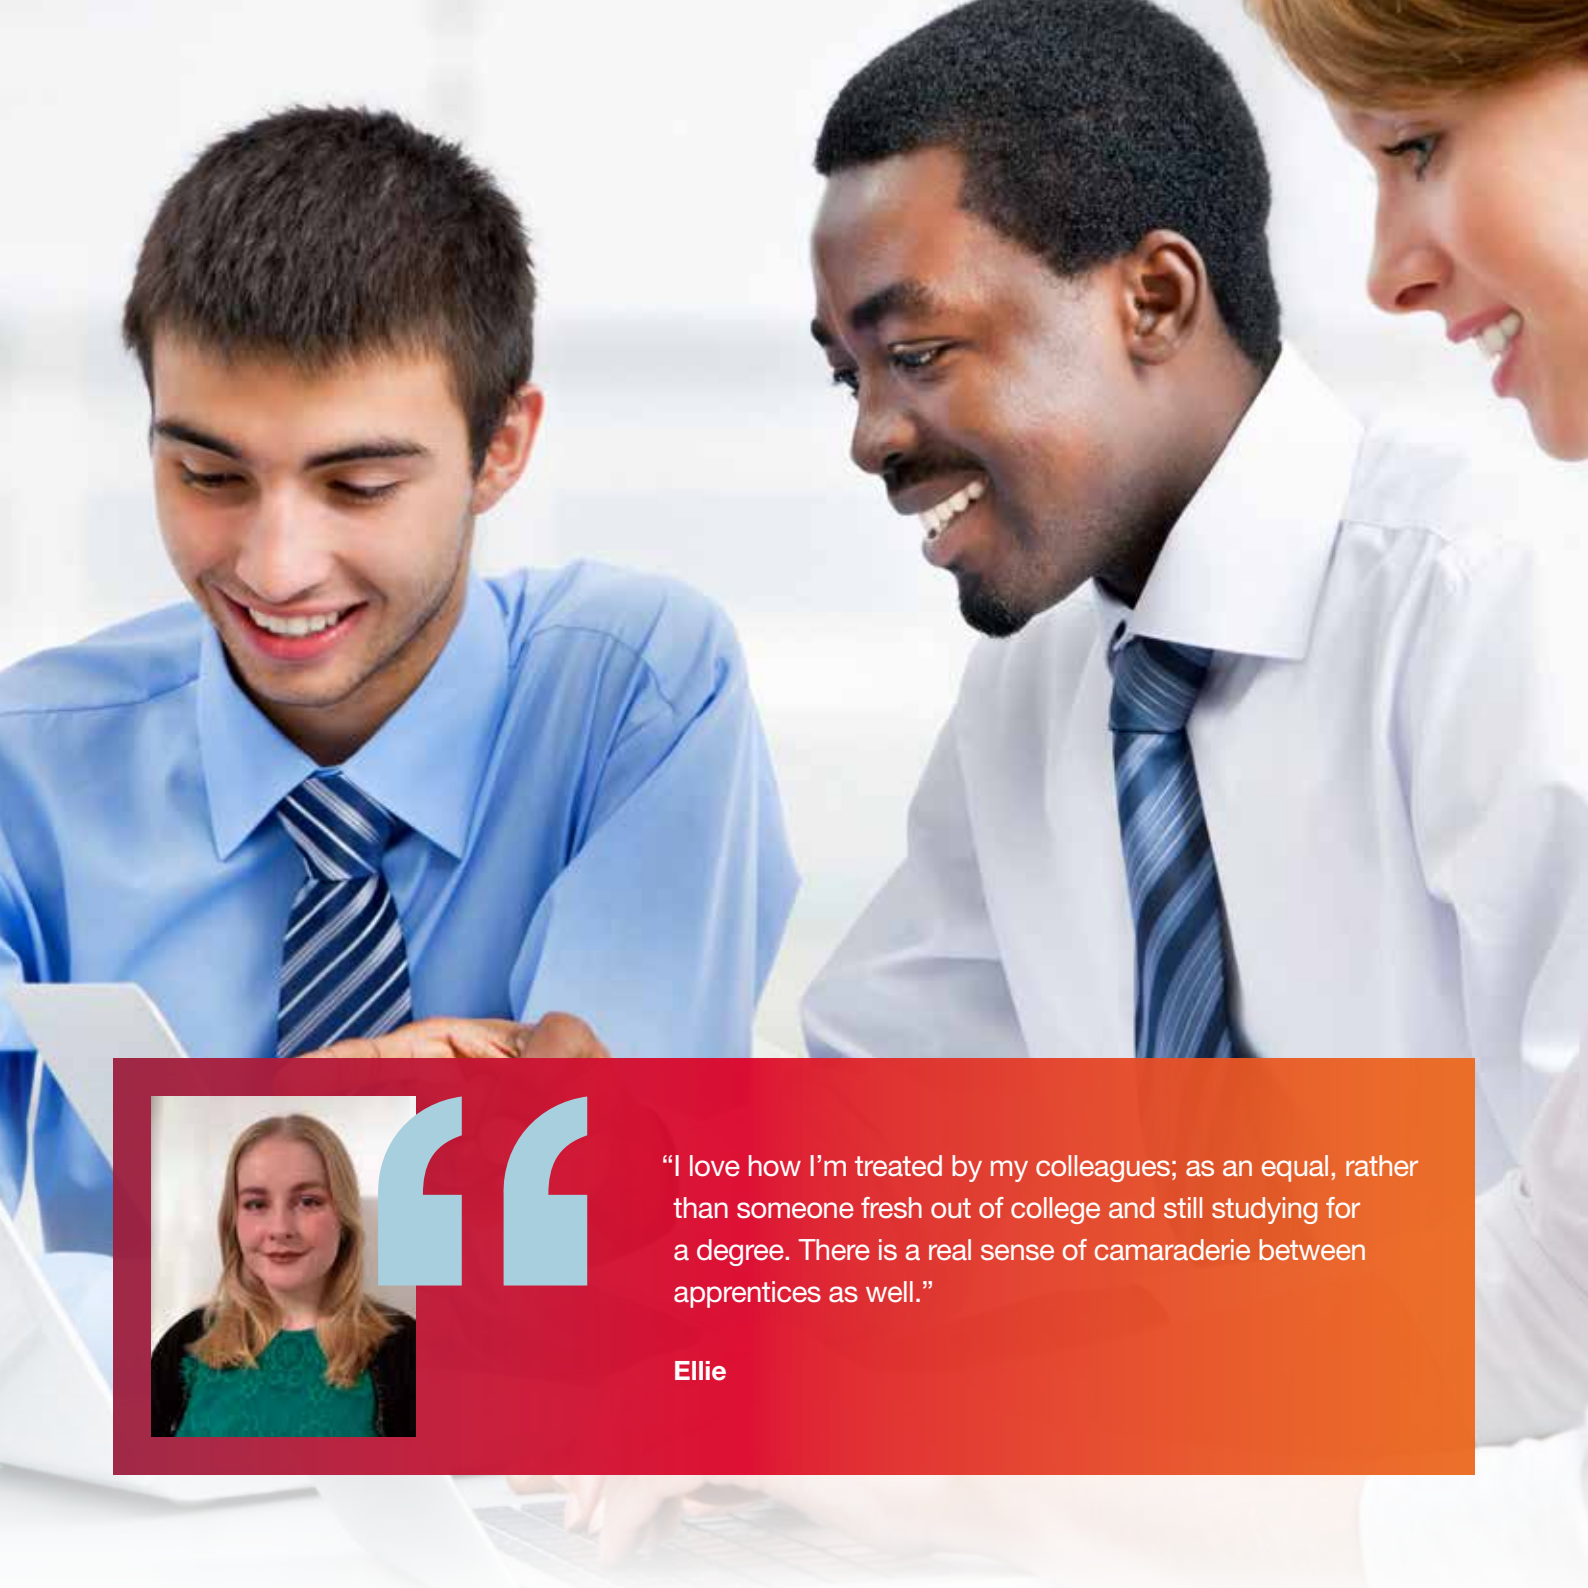 “I love how I’m treated by my colleagues; as an equal, rather
than someone fresh out of college and still studying for
a degree. There is a real sense of camaraderie between
apprentices as well.”
Ellie